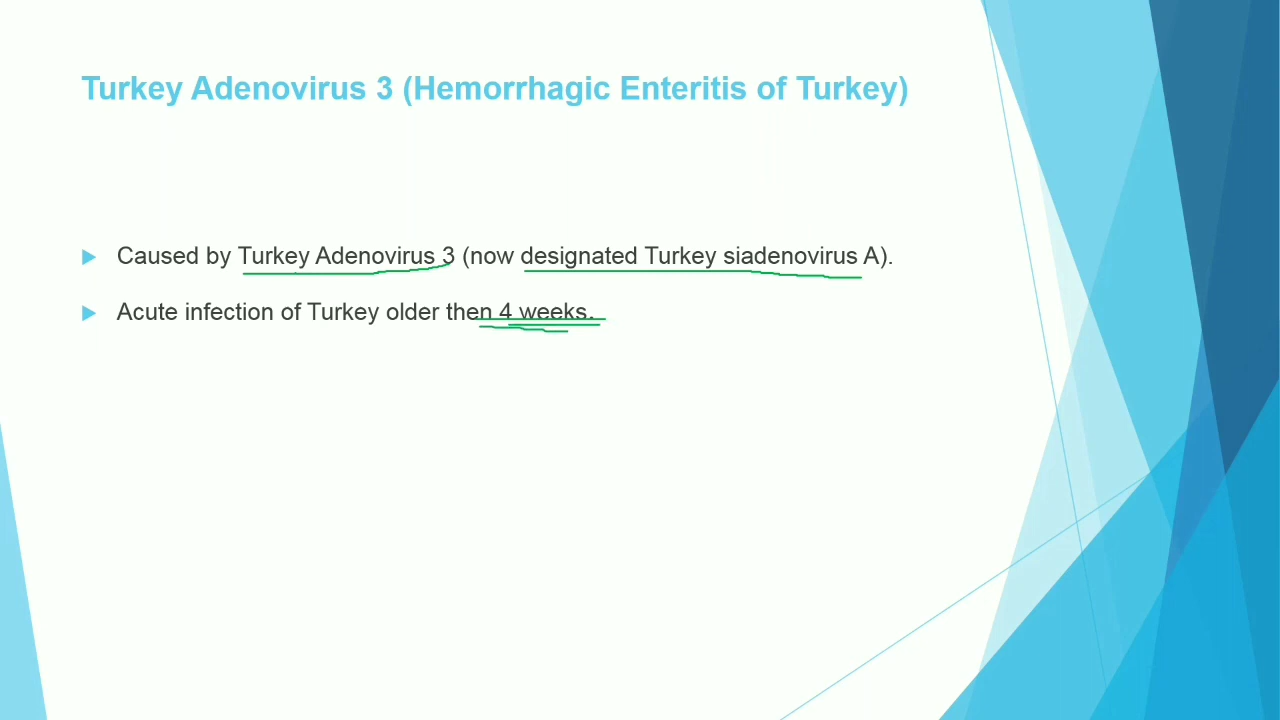 Turkey Adenovirus 3 (Hemorrhagic Enteritis of Turkey)
Caused by Turkey Adenovirus 3 (now designated Turkey siadenovirus A).
Acute infection of Turkey older then 4 weeks.